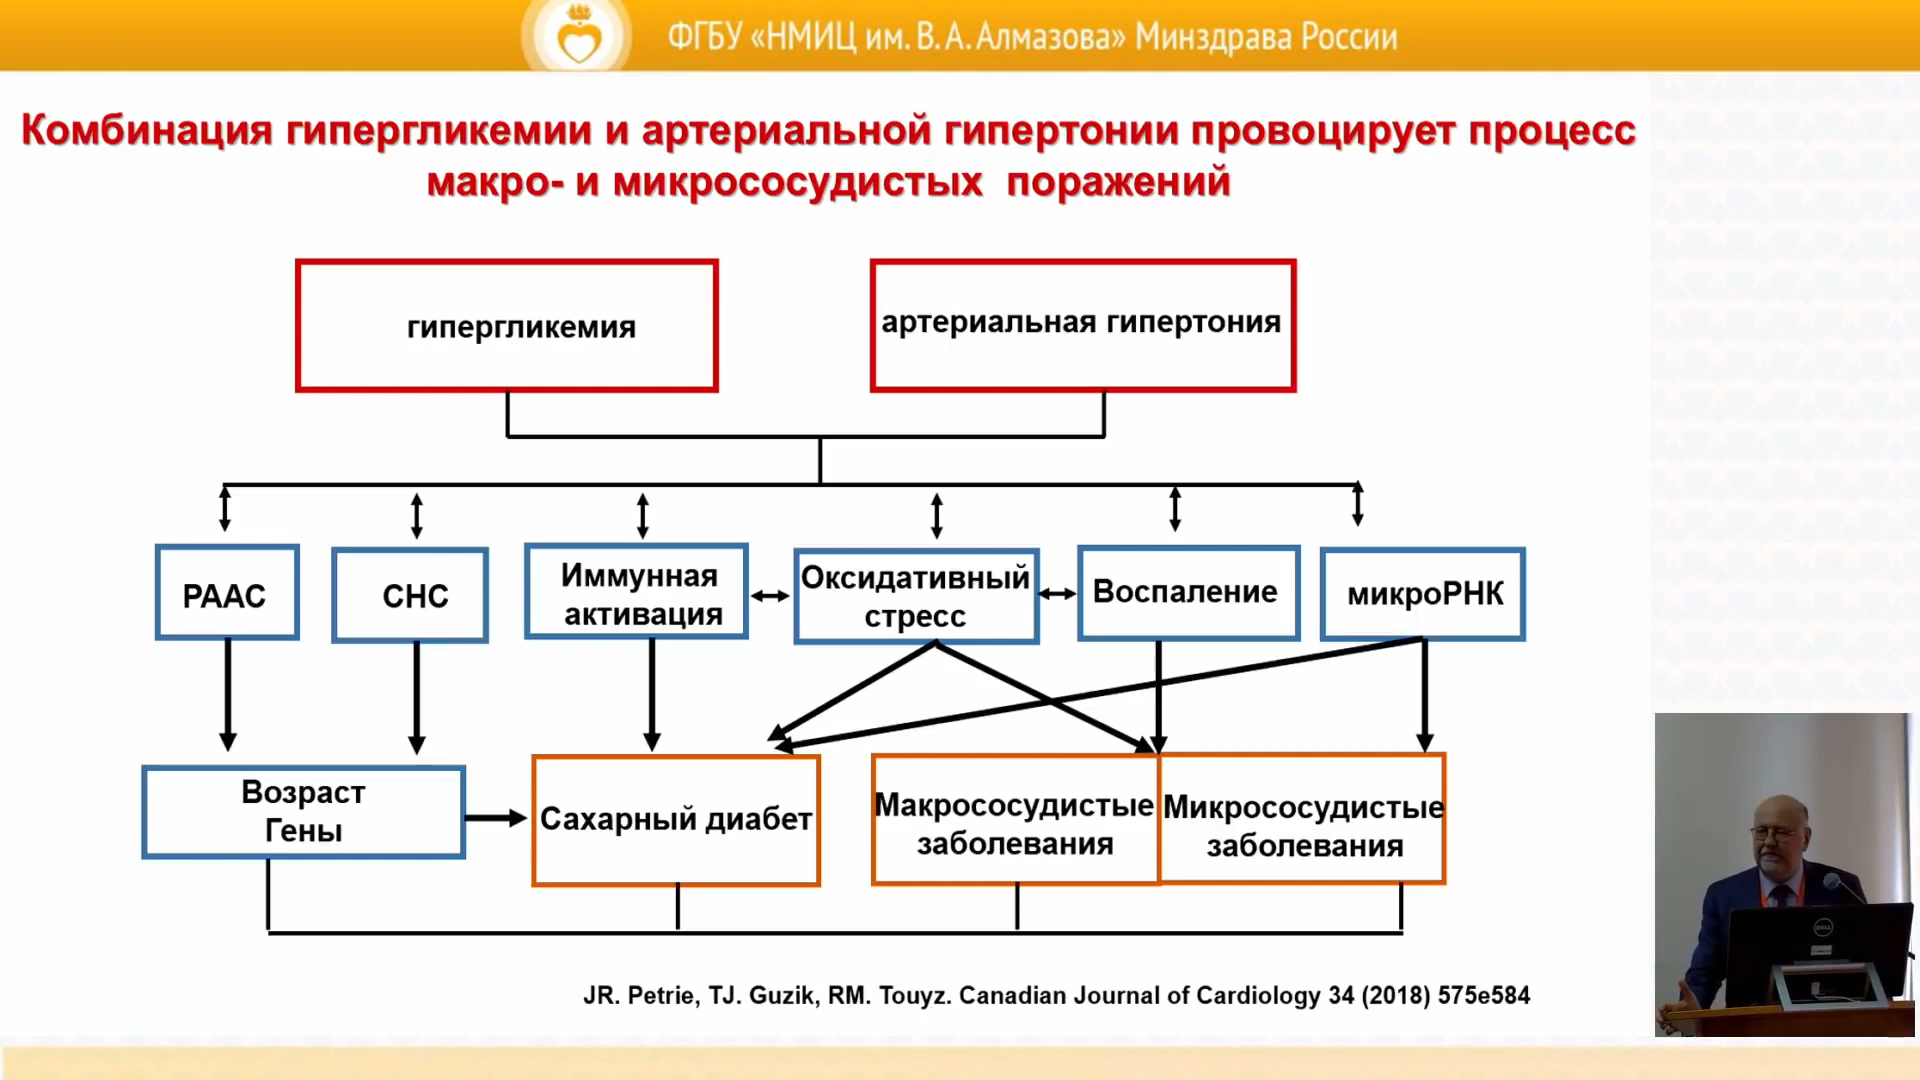 ФГБУ «НМИЦ им. В. А. Алмазова» Минздрава России
Комбинация гипергликемии и артериальной гипертонии провоцирует процесс
макро- и микрососудистых поражений
гипергликемия
артериальная гипертония
РААС
СНС
Иммунная
активация
Оксидативный
стресс
Воспаление
микроРНК
Возраст
Гены
Сахарный диабет
Макрососудистые
заболевания
Микрососудистые
заболевания
JR. Petrie, TJ. Guzik, RM. Touyz. Canadian Journal of Cardiology 34 (2018) 575e584
DELL